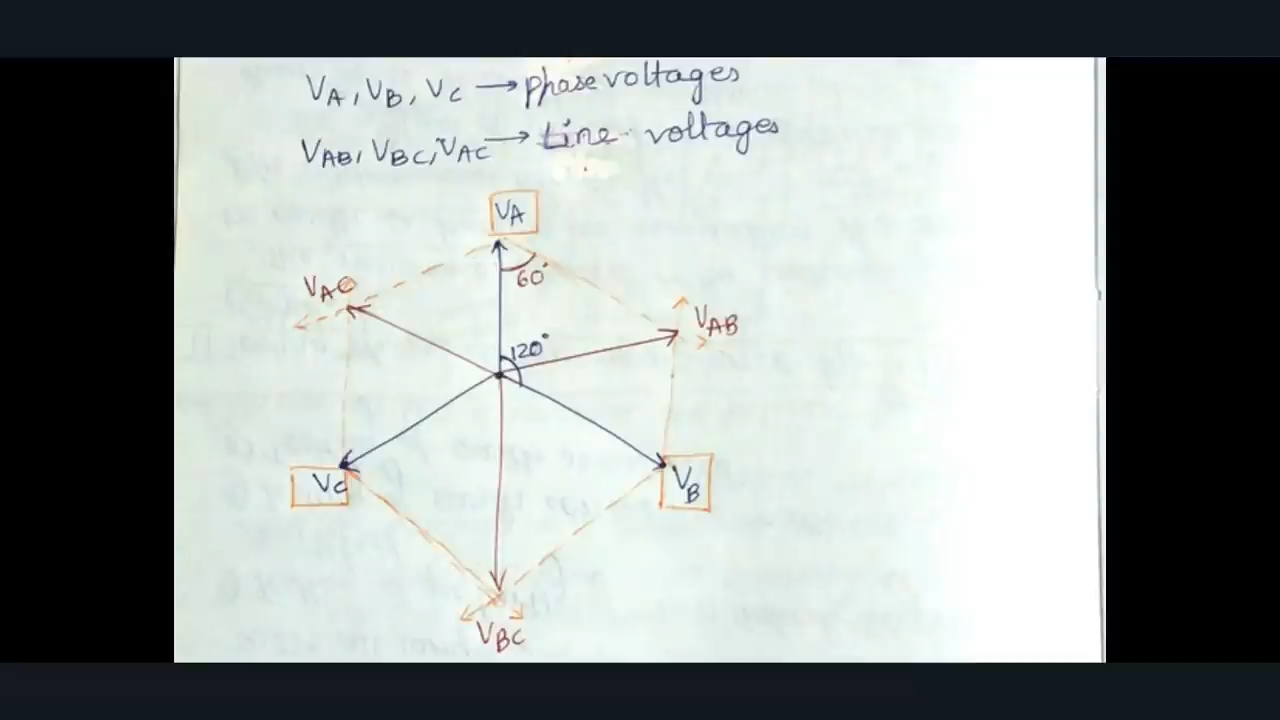 VA, VB, VC → phase voltages
VAB, VBC, VAC → Line voltages
VA
60°
VAC
VAB
120°
VC
VB
VBC